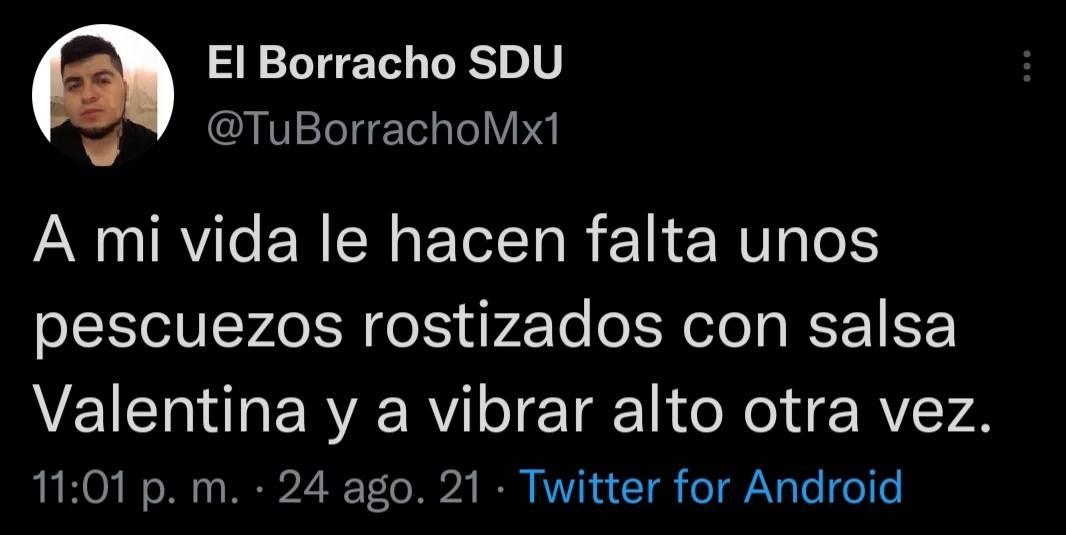 El Borracho SDU
@TuBorrachoMx1
A mi vida le hacen falta unos
pescuezos rostizados con salsa
Valentina y a vibrar alto otra vez.
11:01 p. m. · 24 ago. 21 · Twitter for Android